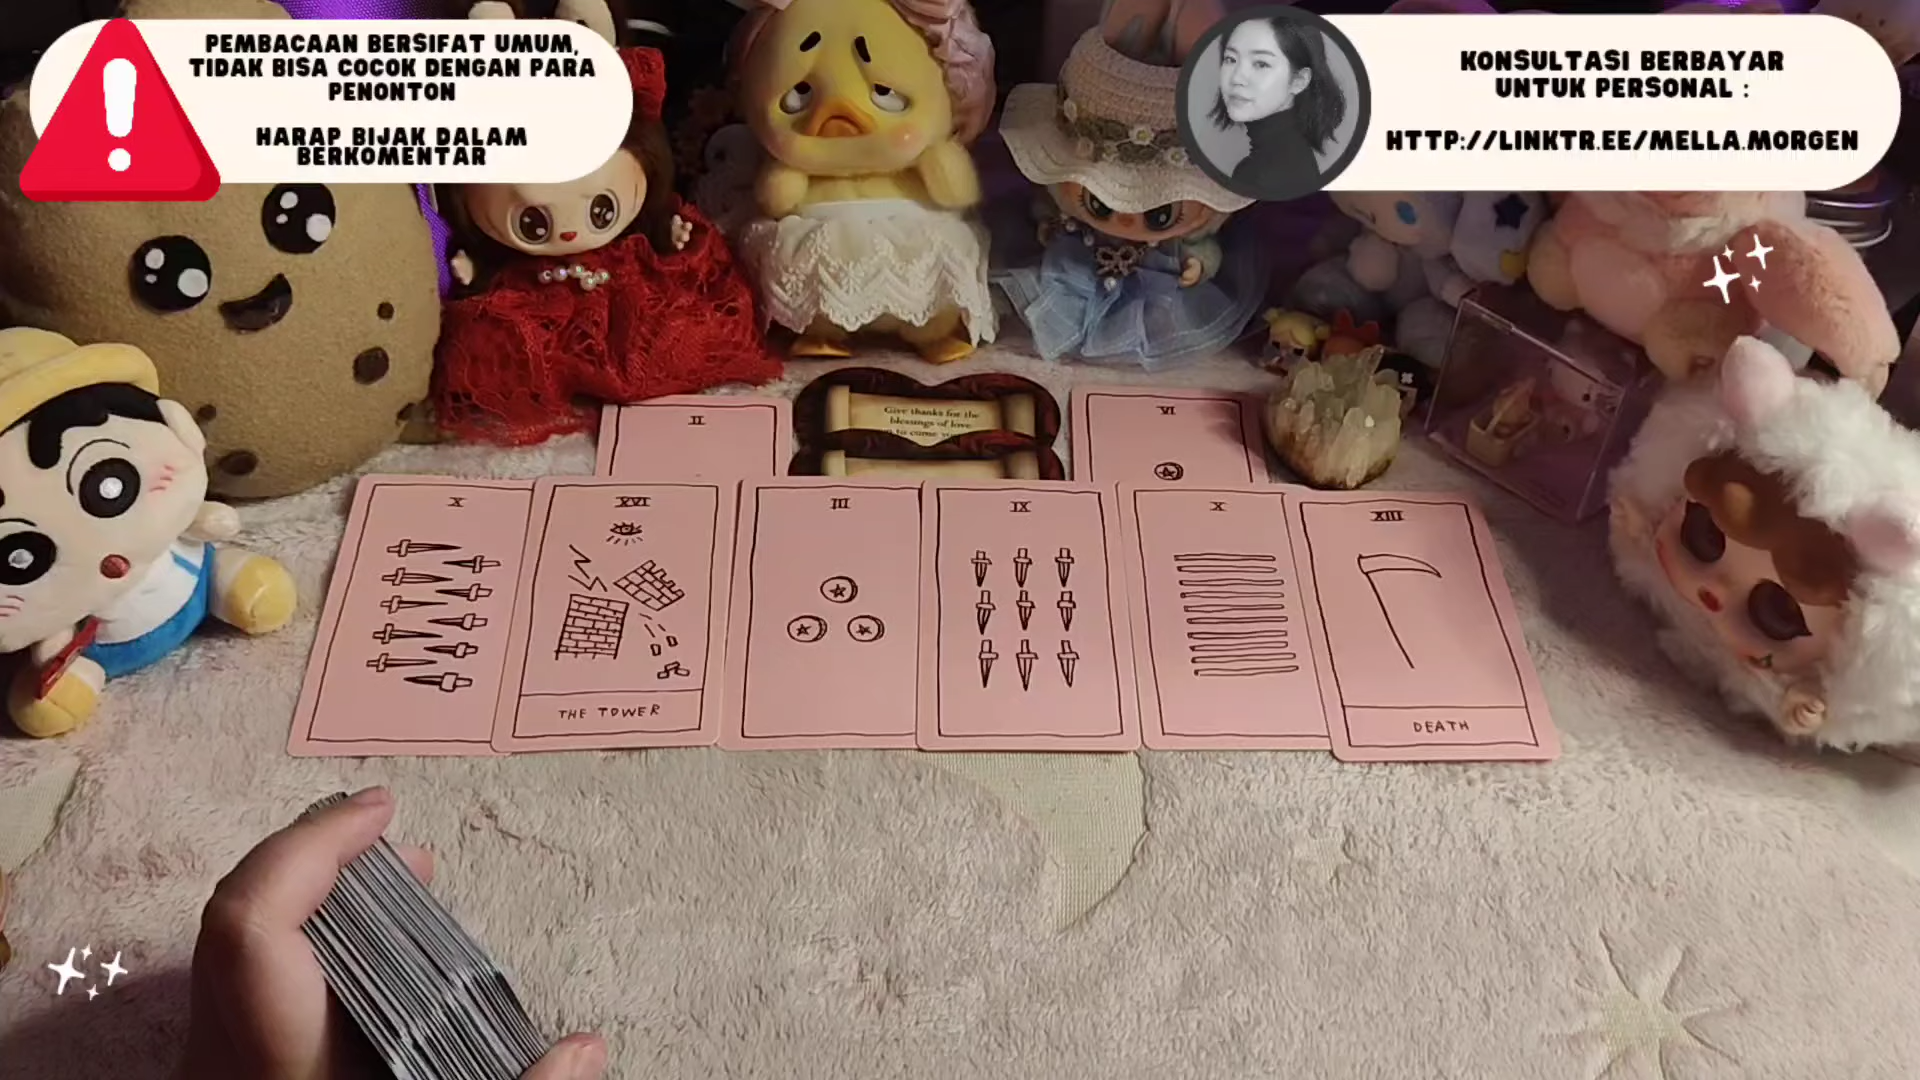 PEMBACAAN BERSIFAT UMUM,
TIDAK BISA COCOK DENGAN PARA
PENONTON
HARAP BIJAK DALAM
BERKOMENTAR
KONSULTASI BERBAYAR
UNTUK PERSONAL :
HTTP://LINKTR.EE/MELLA.MORGEN
II
Give thanks for the
blessings of love
to come
VI
X
XVI
THE TOWER
III
IX
X
XIII
DEATH